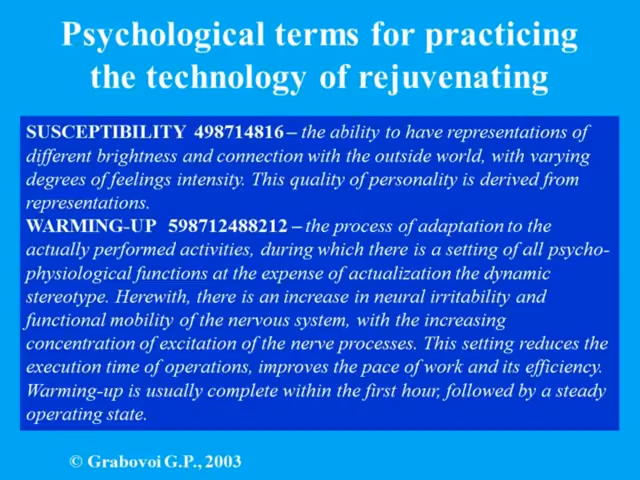 Psychological terms for practicing
the technology of rejuvenating
SUSCEPTIBILITY 498714816 – the ability to have representations of
different brightness and connection with the outside world, with varying
degrees of feelings intensity. This quality of personality is derived from
representations.
WARMING-UP 598712488212 – the process of adaptation to the
actually performed activities, during which there is a setting of all psycho-
physiological functions at the expense of actualization the dynamic
stereotype. Herewith, there is an increase in neural irritability and
functional mobility of the nervous system, with the increasing
concentration of excitation of the nerve processes. This setting reduces the
execution time of operations, improves the pace of work and its efficiency.
Warming-up is usually complete within the first hour, followed by a steady
operating state.
© Grabovoi G.P., 2003